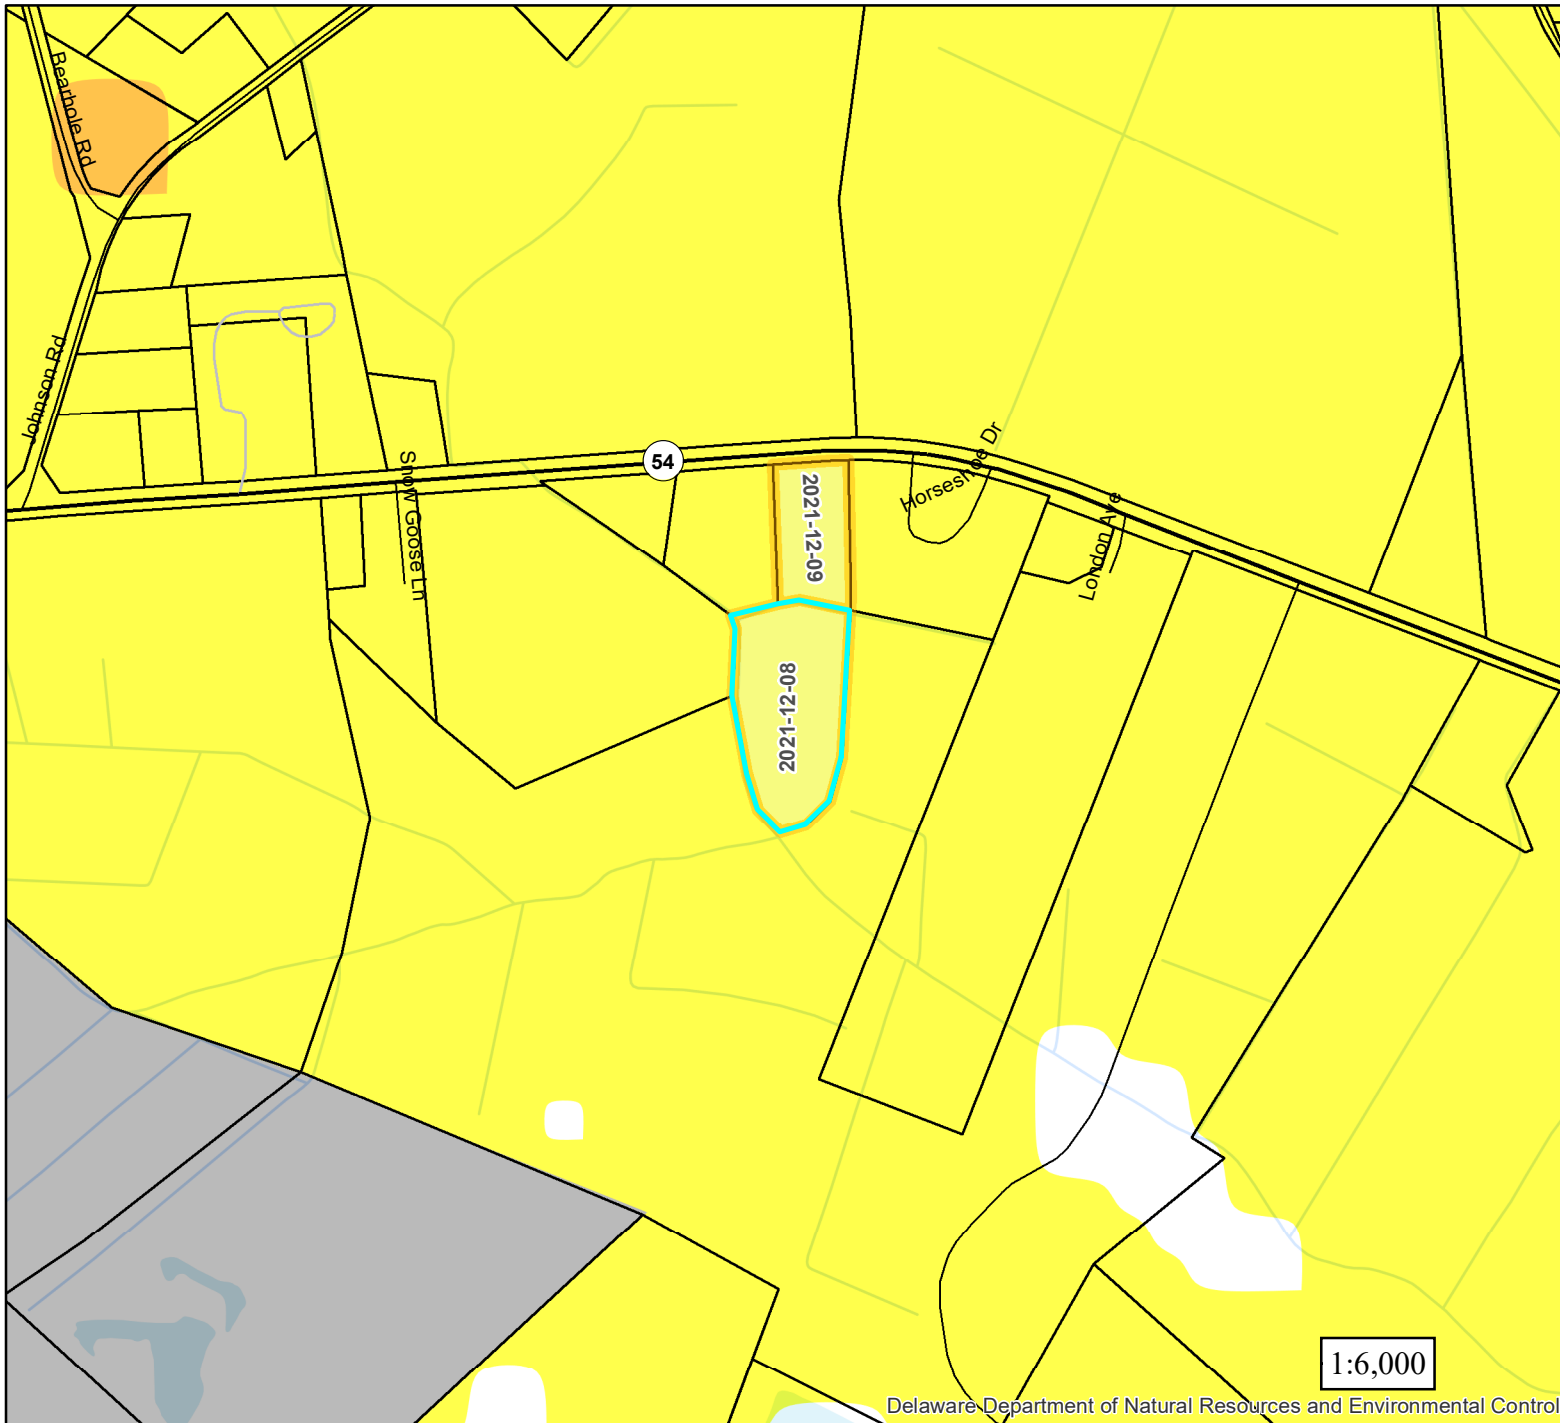 Bearhole Rd
Johnson Rd
54
Snow Goose Ln
2021-12-09
Horseshoe Dr
London Ave
2021-12-08
1:6,000
Delaware Department of Natural Resources and Environmental Control